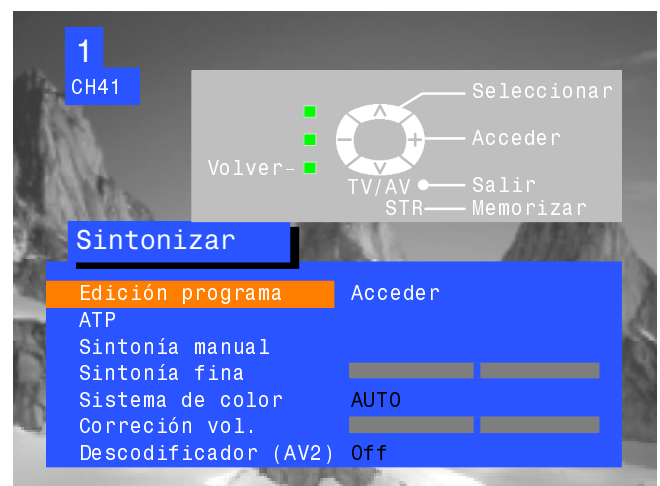 1
CH41
Seleccionar
Acceder
Volver-
TV/AV Salir
STR Memorizar
Sintonizar
Edición programa Acceder
ATP
Sintonía manual
Sintonía fina
Sistema de color AUTO
Correción vol.
Descodificador (AV2) Off